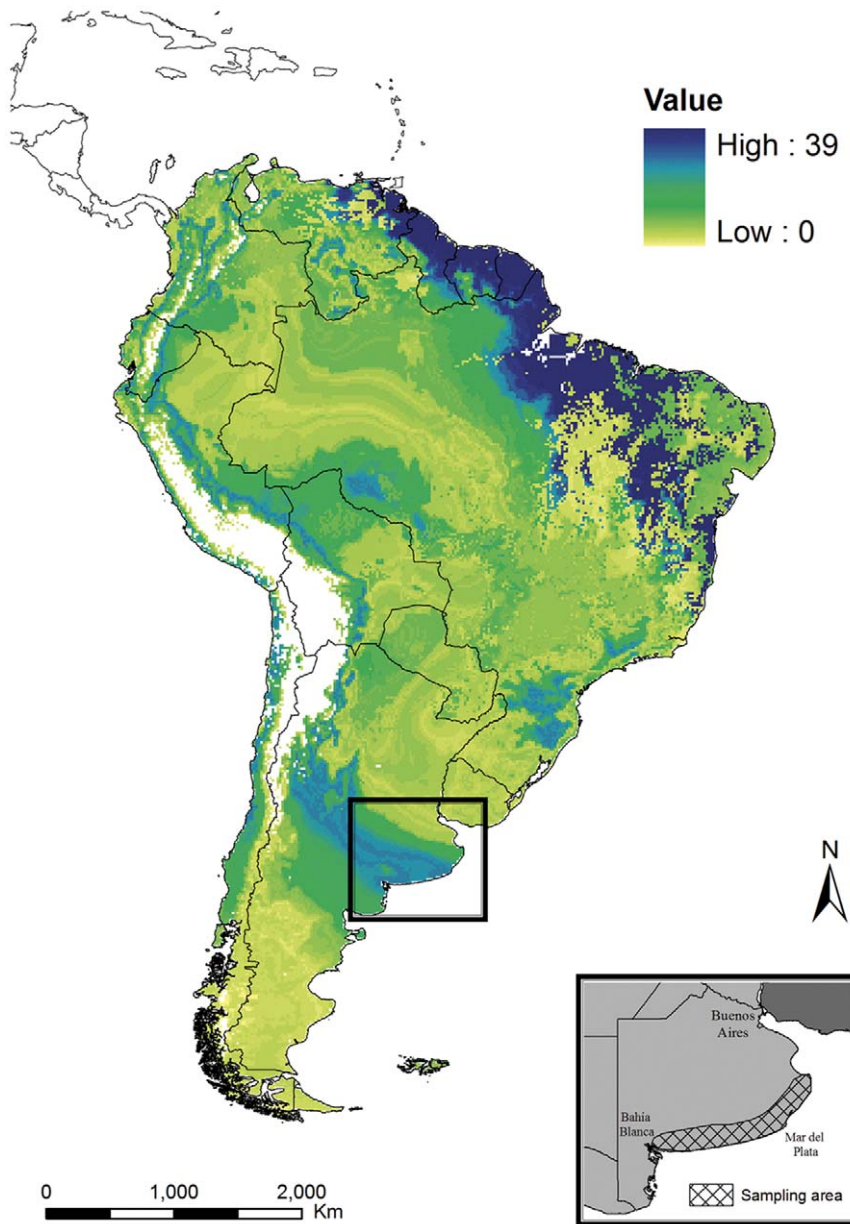 Value
High : 39
Low : 0
N
Buenos
Aires
Bahía
Blanca
Mar del
Plata
Sampling area
0 1,000 2,000
Km